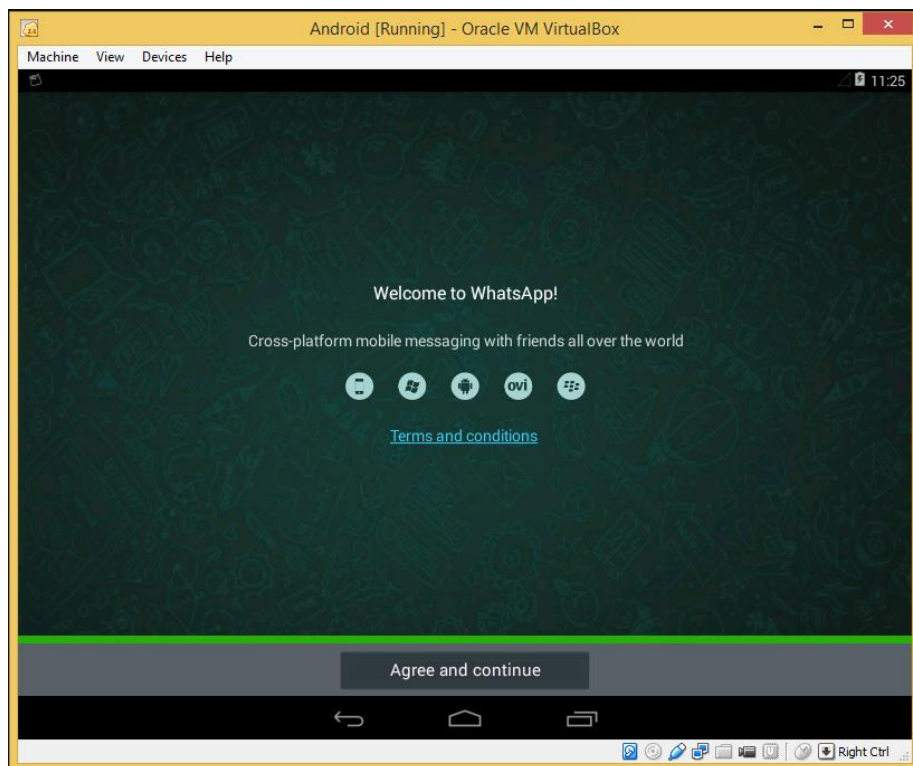 Android [Running] - Oracle VM VirtualBox
Machine View Devices Help
11:25
Welcome to WhatsApp!
Cross-platform mobile messaging with friends all over the world
ovi
Terms and conditions
Agree and continue
Right Ctrl